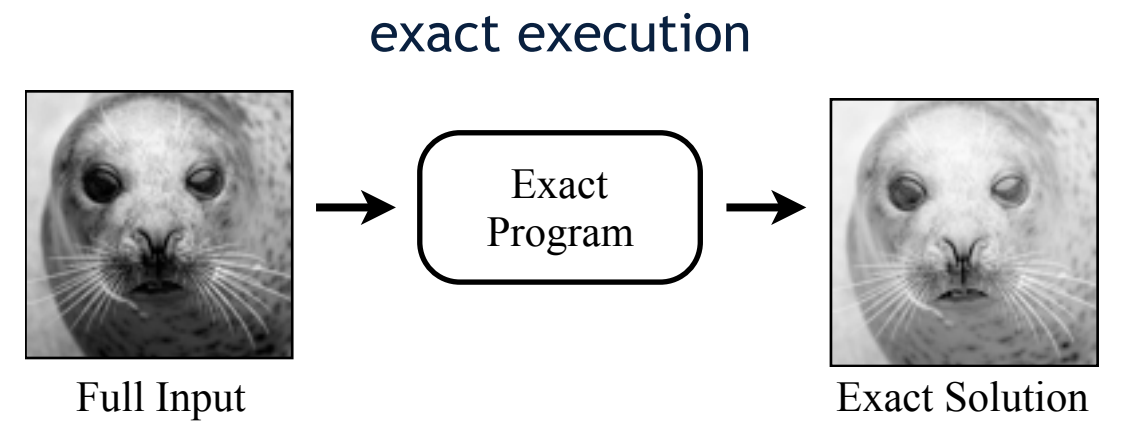 exact execution
Exact
Program
Full Input
Exact Solution